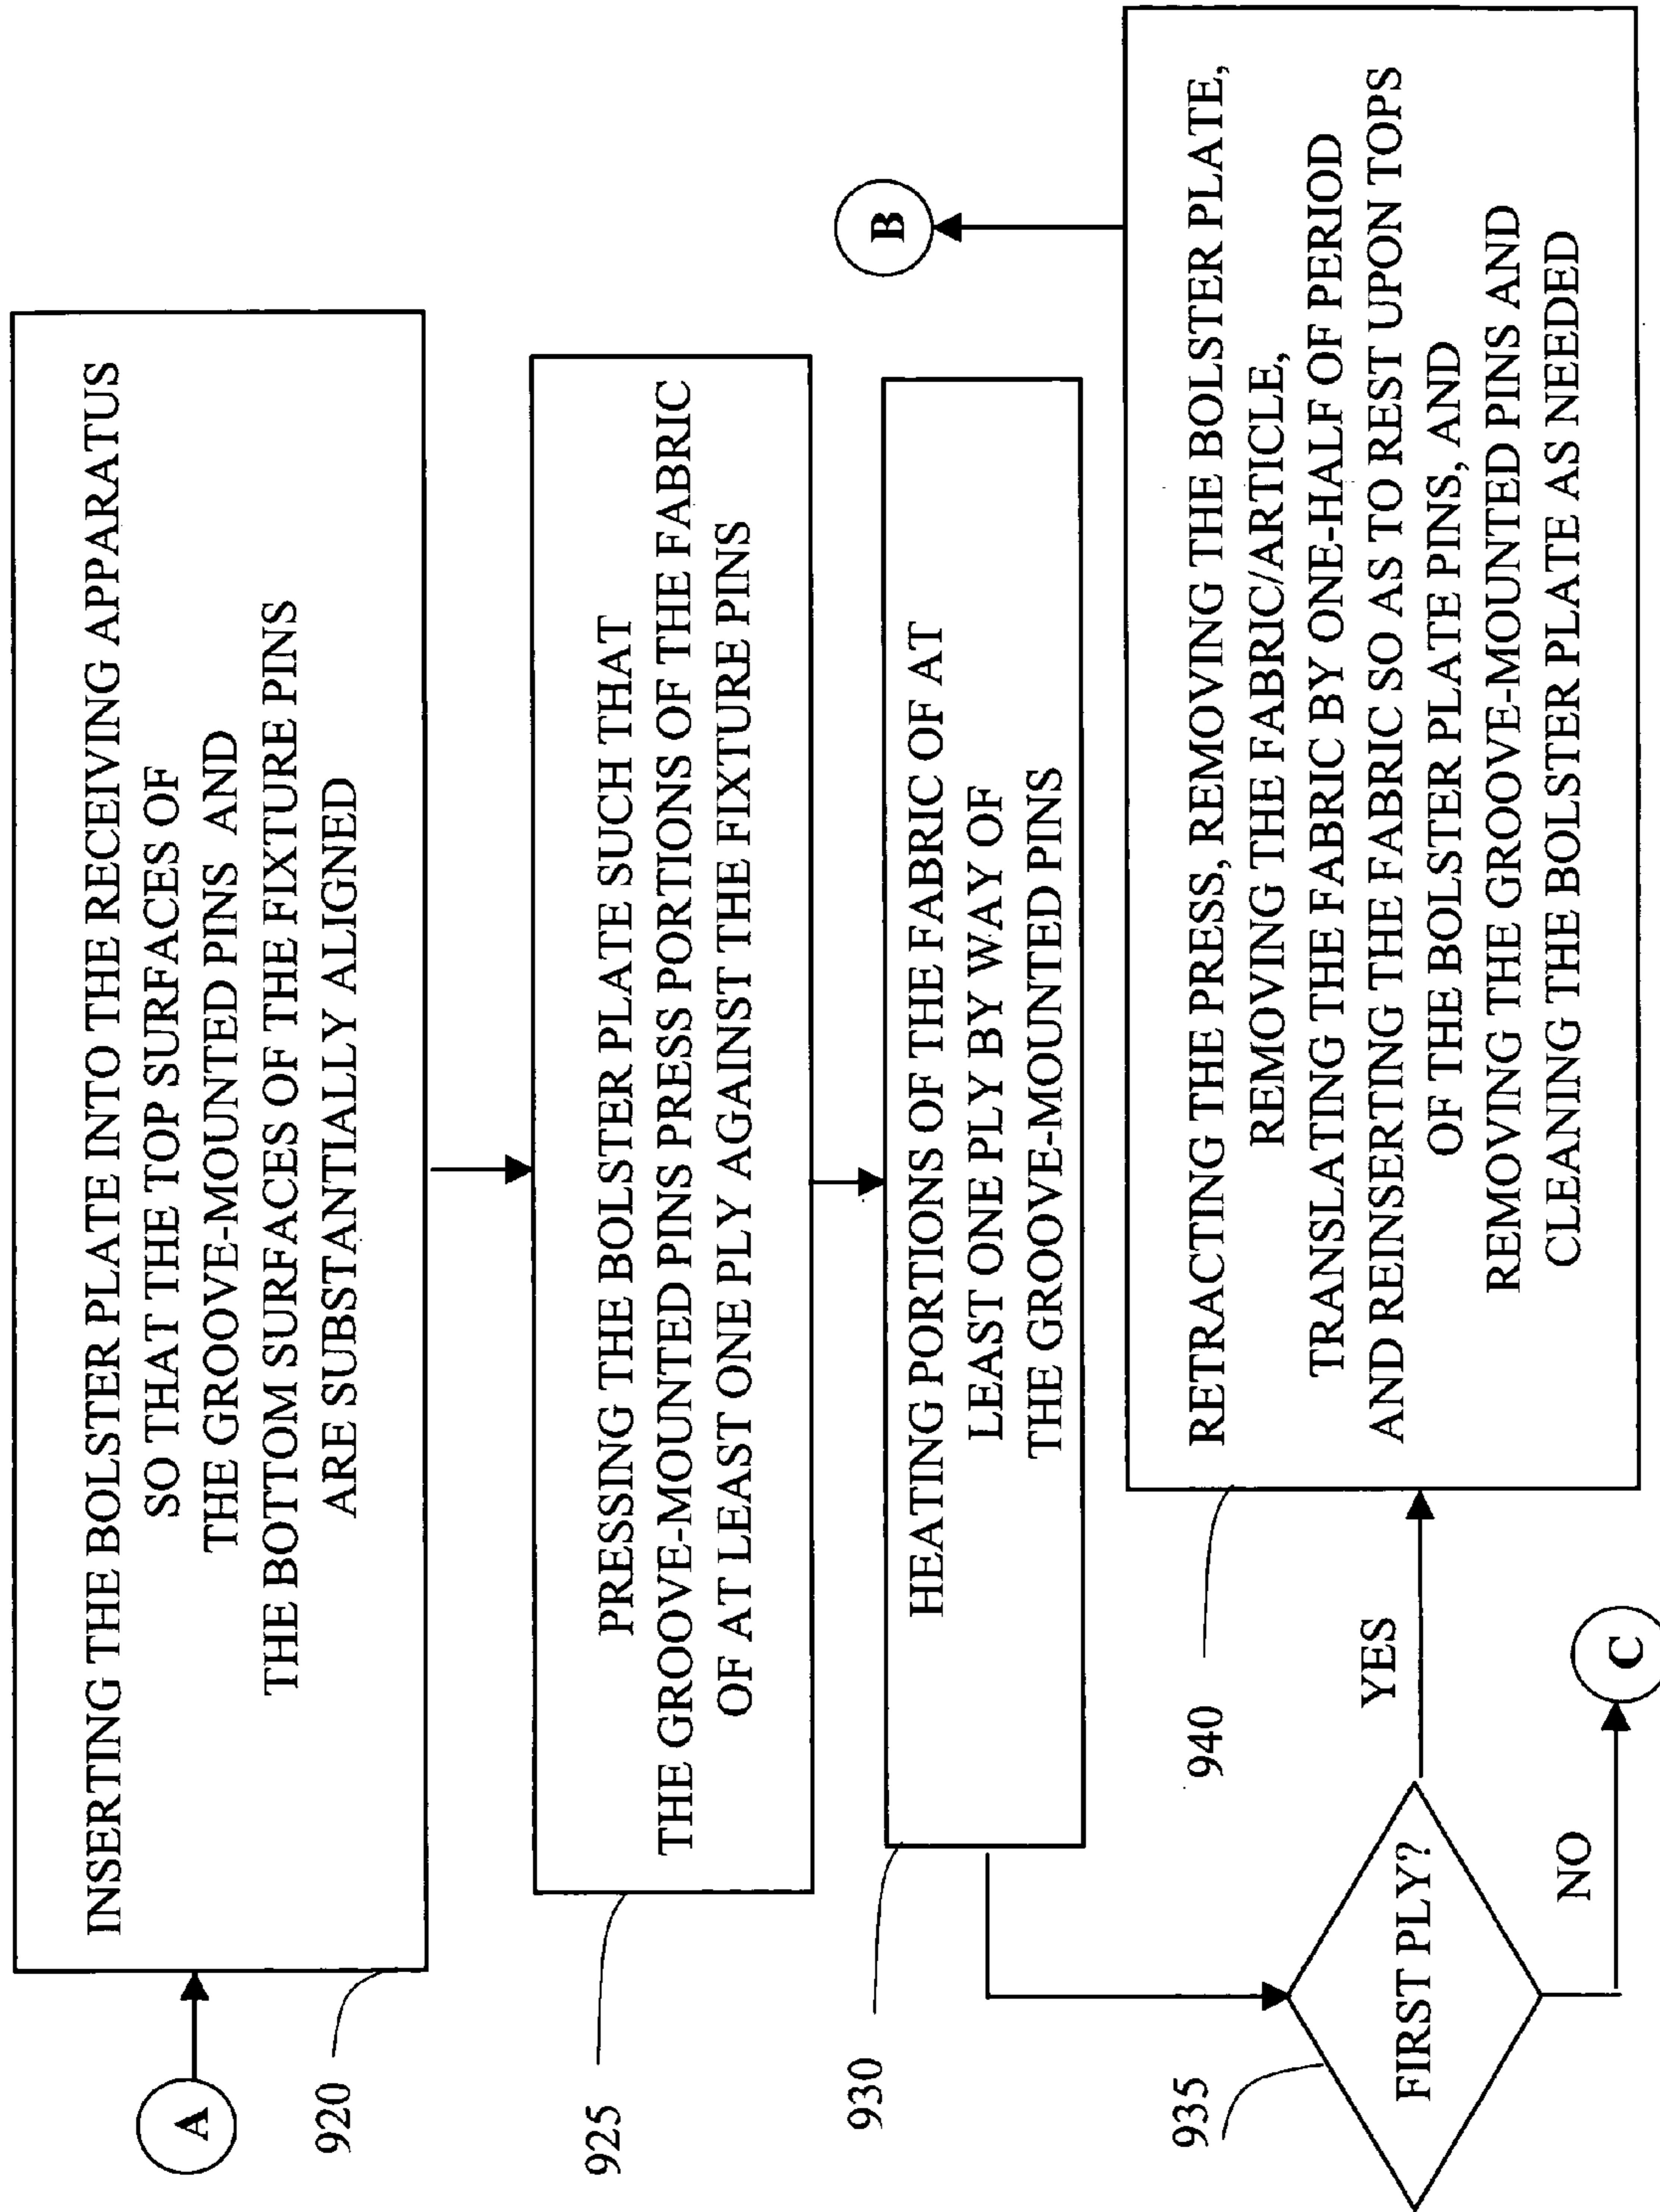 A
920
INSERTING THE BOLSTER PLATE INTO THE RECEIVING APPARATUS
SO THAT THE TOP SURFACES OF
THE GROOVE-MOUNTED PINS AND
THE BOTTOM SURFACES OF THE FIXTURE PINS
ARE SUBSTANTIALLY ALIGNED
925
PRESSING THE BOLSTER PLATE SUCH THAT
THE GROOVE-MOUNTED PINS PRESS PORTIONS OF THE FABRIC
OF AT LEAST ONE PLY AGAINST THE FIXTURE PINS
930
HEATING PORTIONS OF THE FABRIC OF AT
LEAST ONE PLY BY WAY OF
THE GROOVE-MOUNTED PINS
B
935
FIRST PLY?
YES
NO
C
940
RETRACTING THE PRESS, REMOVING THE BOLSTER PLATE,
REMOVING THE FABRIC/ARTICLE,
TRANSLATING THE FABRIC BY ONE-HALF OF PERIOD
AND REINSERTING THE FABRIC SO AS TO REST UPON TOPS
OF THE BOLSTER PLATE PINS, AND
REMOVING THE GROOVE-MOUNTED PINS AND
CLEANING THE BOLSTER PLATE AS NEEDED